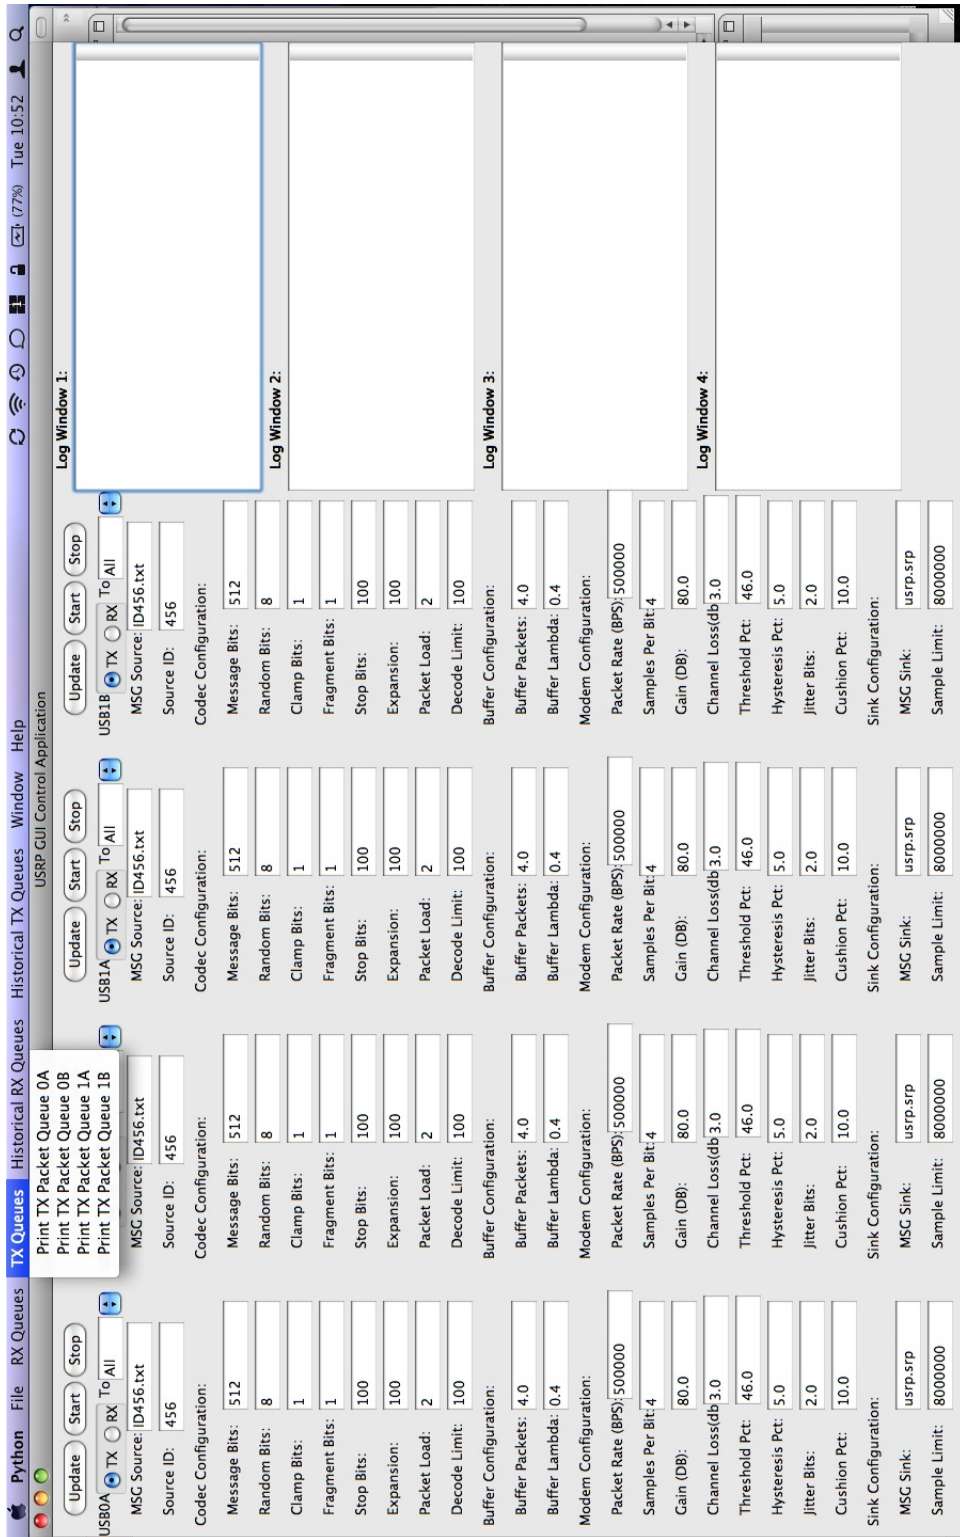 Python File RX Queues TX Queues Historical RX Queues Historical TX Queues Window Help (77%) Tue 10:52
USRP GUI Control Application
Print TX Packet Queue 0A
Print TX Packet Queue 0B
Print TX Packet Queue 1A
Print TX Packet Queue 1B
Update Start Stop
USB0A TX RX To All
MSG Source: ID456.txt
Source ID: 456
Codec Configuration:
Message Bits: 512
Random Bits: 8
Clamp Bits: 1
Fragment Bits: 1
Stop Bits: 100
Expansion: 100
Packet Load: 2
Decode Limit: 100
Buffer Configuration:
Buffer Packets: 4.0
Buffer Lambda: 0.4
Modem Configuration:
Packet Rate (BPS): 500000
Samples Per Bit: 4
Gain (DB): 80.0
Channel Loss(db 3.0
Threshold Pct: 46.0
Hysteresis Pct: 5.0
Jitter Bits: 2.0
Cushion Pct: 10.0
Sink Configuration:
MSG Sink: usrp.srp
Sample Limit: 8000000
MSG Source: ID456.txt
Source ID: 456
Codec Configuration:
Message Bits: 512
Random Bits: 8
Clamp Bits: 1
Fragment Bits: 1
Stop Bits: 100
Expansion: 100
Packet Load: 2
Decode Limit: 100
Buffer Configuration:
Buffer Packets: 4.0
Buffer Lambda: 0.4
Modem Configuration:
Packet Rate (BPS): 500000
Samples Per Bit: 4
Gain (DB): 80.0
Channel Loss(db 3.0
Threshold Pct: 46.0
Hysteresis Pct: 5.0
Jitter Bits: 2.0
Cushion Pct: 10.0
Sink Configuration:
MSG Sink: usrp.srp
Sample Limit: 8000000
Update Start Stop
USB1A TX RX To All
MSG Source: ID456.txt
Source ID: 456
Codec Configuration:
Message Bits: 512
Random Bits: 8
Clamp Bits: 1
Fragment Bits: 1
Stop Bits: 100
Expansion: 100
Packet Load: 2
Decode Limit: 100
Buffer Configuration:
Buffer Packets: 4.0
Buffer Lambda: 0.4
Modem Configuration:
Packet Rate (BPS): 500000
Samples Per Bit: 4
Gain (DB): 80.0
Channel Loss(db 3.0
Threshold Pct: 46.0
Hysteresis Pct: 5.0
Jitter Bits: 2.0
Cushion Pct: 10.0
Sink Configuration:
MSG Sink: usrp.srp
Sample Limit: 8000000
Update Start Stop
USB1B TX RX To All
MSG Source: ID456.txt
Source ID: 456
Codec Configuration:
Message Bits: 512
Random Bits: 8
Clamp Bits: 1
Fragment Bits: 1
Stop Bits: 100
Expansion: 100
Packet Load: 2
Decode Limit: 100
Buffer Configuration:
Buffer Packets: 4.0
Buffer Lambda: 0.4
Modem Configuration:
Packet Rate (BPS): 500000
Samples Per Bit: 4
Gain (DB): 80.0
Channel Loss(db 3.0
Threshold Pct: 46.0
Hysteresis Pct: 5.0
Jitter Bits: 2.0
Cushion Pct: 10.0
Sink Configuration:
MSG Sink: usrp.srp
Sample Limit: 8000000
Log Window 1:
Log Window 2:
Log Window 3:
Log Window 4: